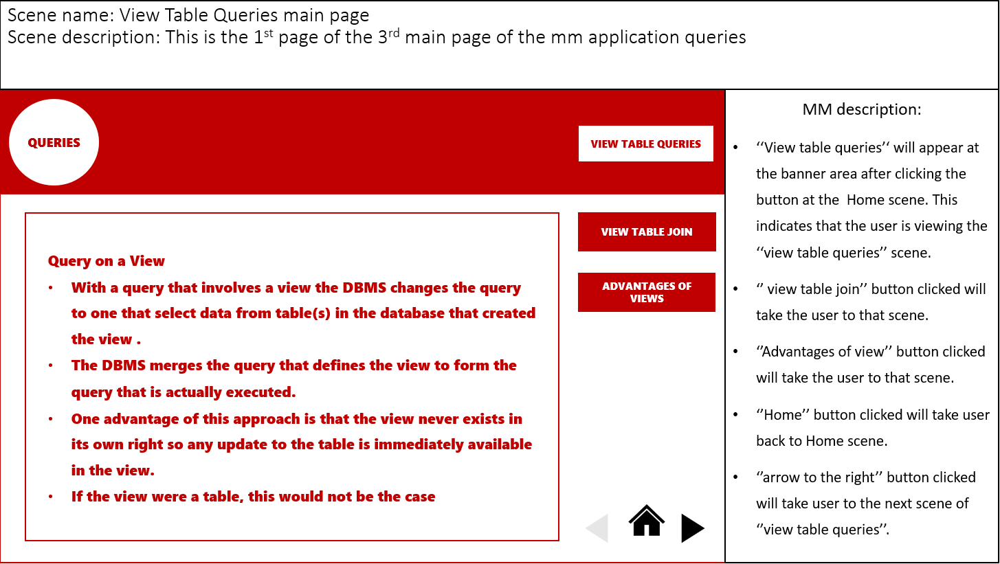 Scene name: View Table Queries main page
Scene description: This is the 1st page of the 3rd main page of the mm application queries
QUERIES
VIEW TABLE QUERIES
VIEW TABLE JOIN
ADVANTAGES OF
VIEWS
Query on a View
• With a query that involves a view the DBMS changes the query
to one that select data from table(s) in the database that created
the view .
• The DBMS merges the query that defines the view to form the
query that is actually executed.
• One advantage of this approach is that the view never exists in
its own right so any update to the table is immediately available
in the view.
• If the view were a table, this would not be the case
MM description:
• ‘‘View table queries’‘ will appear at
the banner area after clicking the
button at the  Home scene. This
indicates that the user is viewing the
‘‘view table queries’’ scene.
• ‘’ view table join’’ button clicked will
take the user to that scene.
• ‘’Advantages of view’’ button clicked
will take the user to that scene.
• ‘’Home’’ button clicked will take user
back to Home scene.
• ‘’arrow to the right’’ button clicked
will take user to the next scene of
‘’view table queries’’.